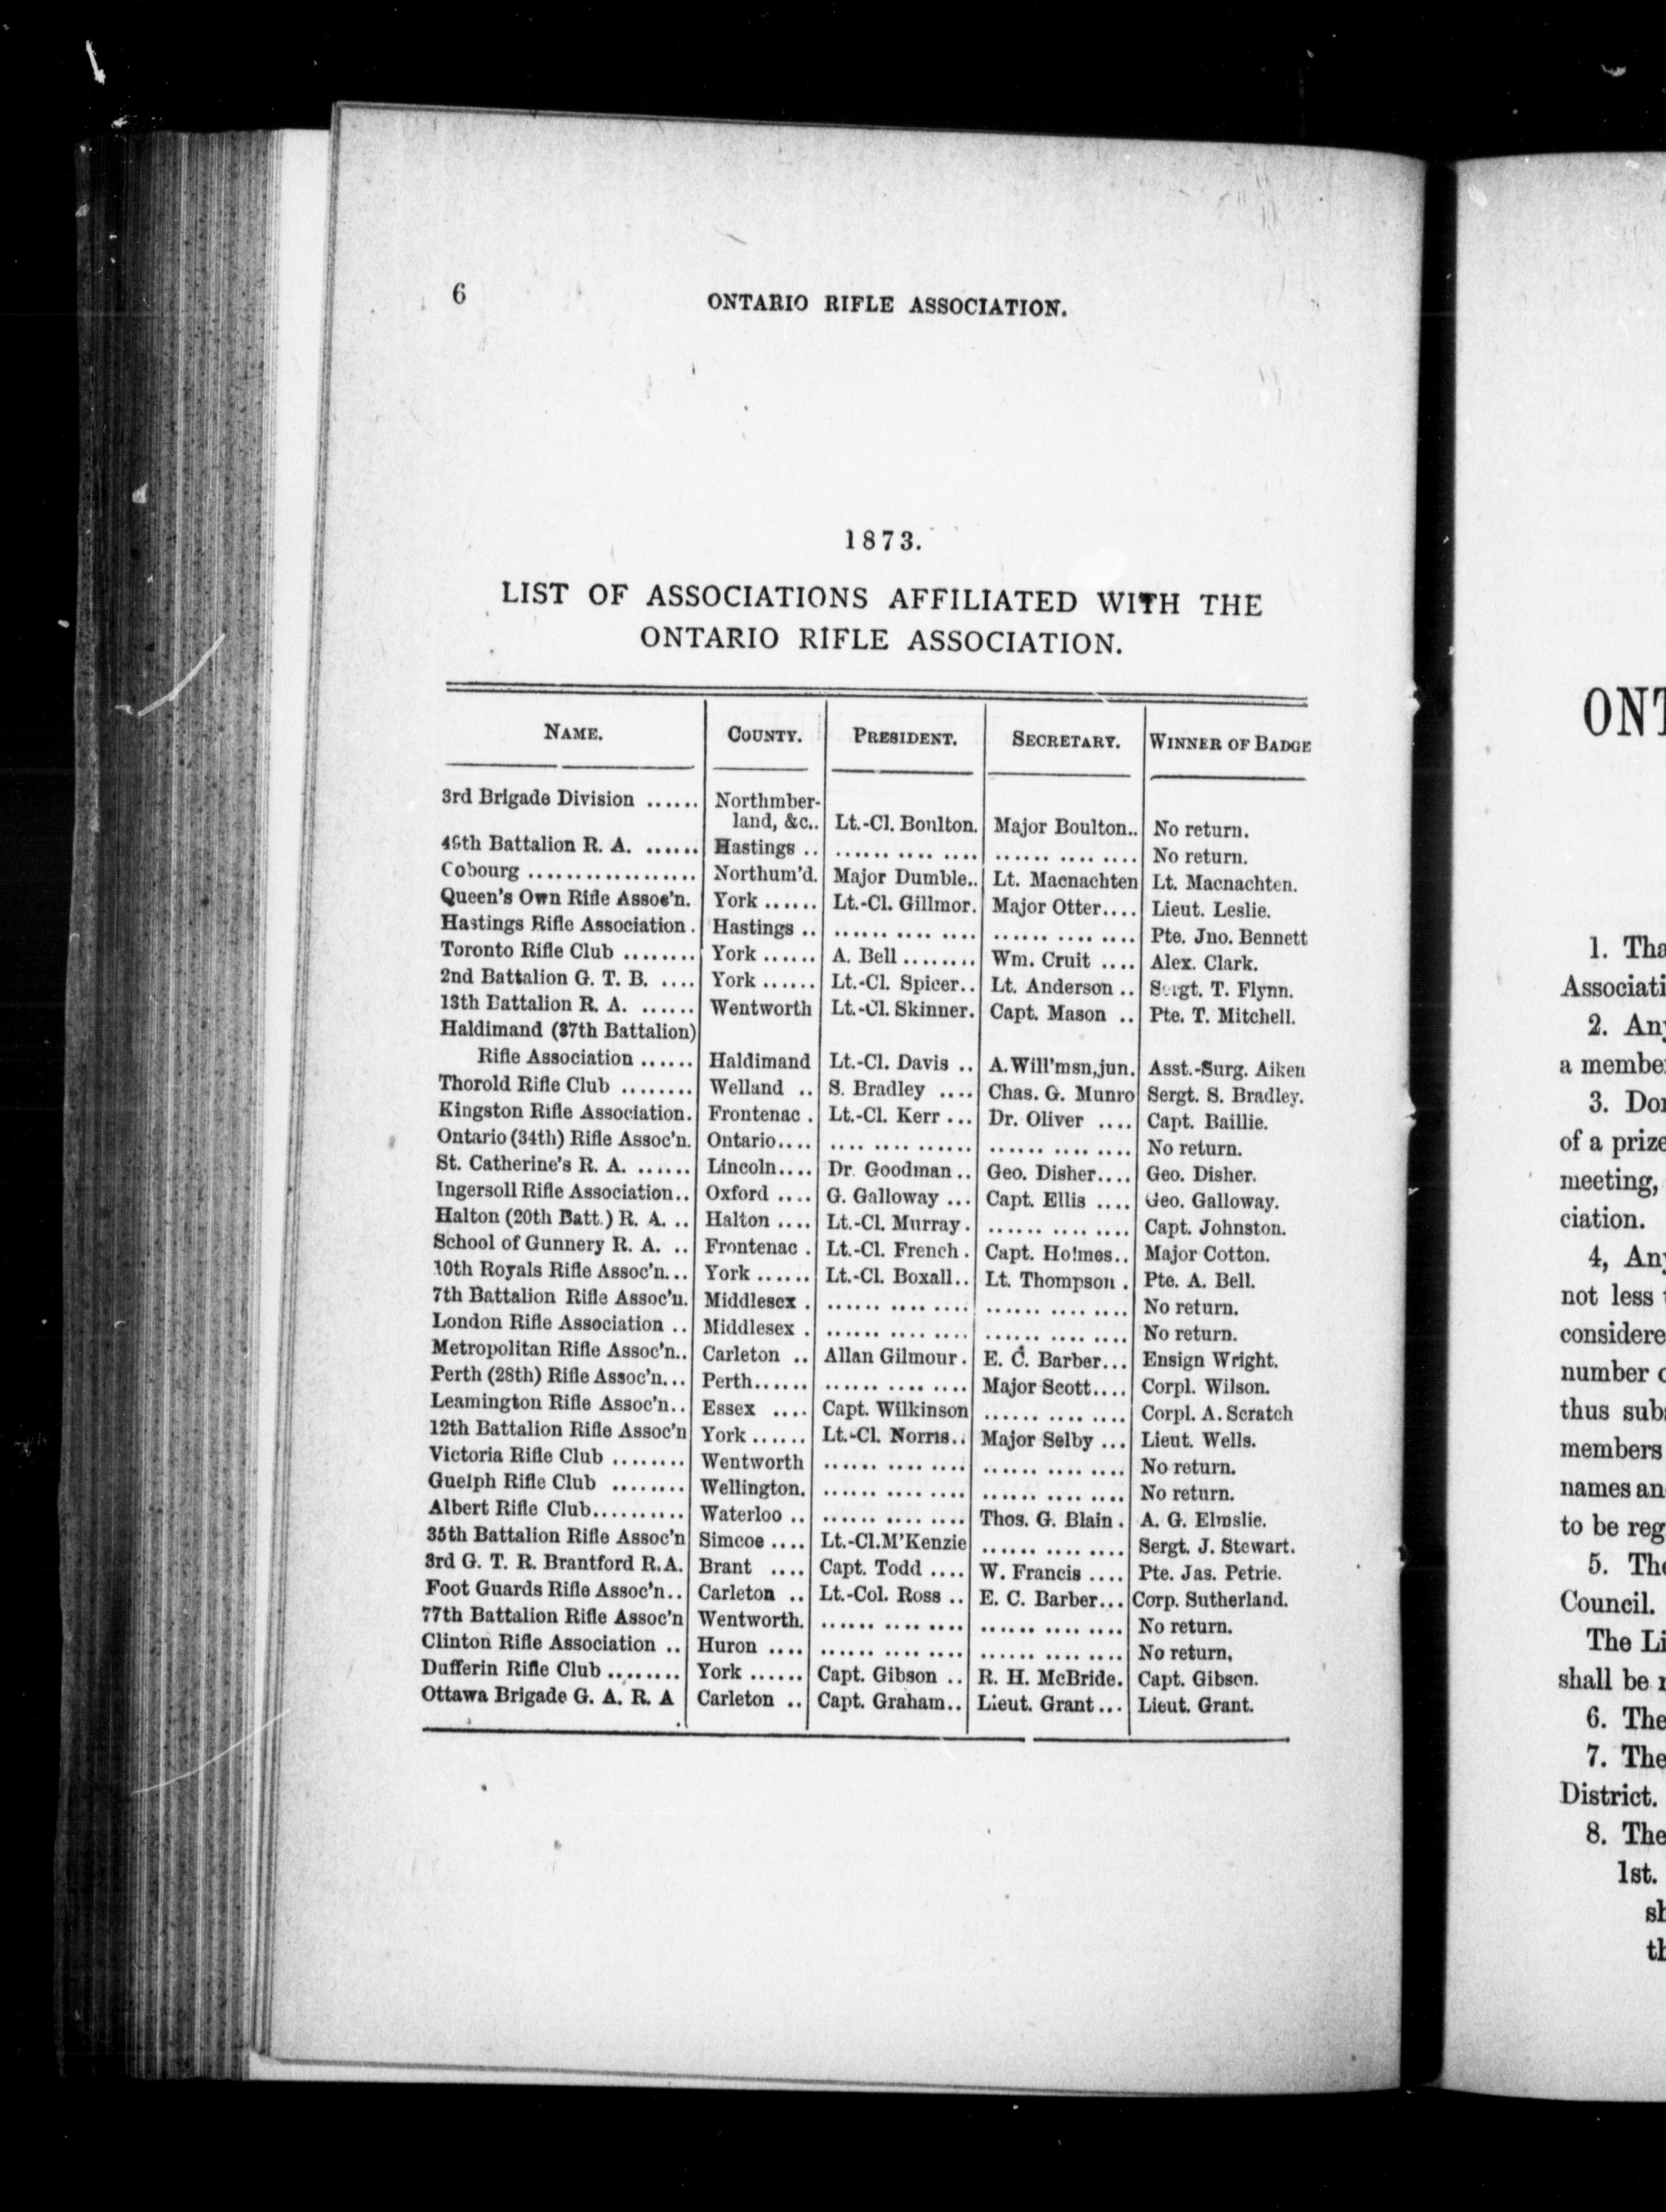 6
ONTARIO RIFLE ASSOCIATION.
1873.
LIST OF ASSOCIATIONS AFFILIATED WITH THE
ONTARIO RIFLE ASSOCIATION.
NAME. COUNTY. PRESIDENT. SECRETARY. WINNER OF BADGE
3rd Brigade Division ...... Northmber-
land, &c.. Lt.-Cl. Boulton. Major Boulton.. No return.
49th Battalion R. A. ...... Hastings .. ...... .... .... ...... .... .... No return.
Cobourg .................. Northum'd. Major Dumble.. Lt. Macnachten Lt. Macnachten.
Queen's Own Rifle Assoc'n. York ...... Lt.-Cl. Gillmor. Major Otter.... Lieut. Leslie.
Hastings Rifle Association . Hastings .. ...... .... .... ...... .... .... Pte. Jno. Bennett
Toronto Rifle Club ........ York ...... A. Bell ........ Wm. Cruit .... Alex. Clark.
2nd Battalion G. T. B. .... York ...... Lt.-Cl. Spicer.. Lt. Anderson .. Sergt. T. Flynn.
13th Battalion R. A. ...... Wentworth Lt.-Cl. Skinner. Capt. Mason .. Pte. T. Mitchell.
Haldimand (37th Battalion)
Rifle Association ...... Haldimand Lt.-Cl. Davis .. A. Will'msn,jun. Asst.-Surg. Aiken
Thorold Rifle Club ........ Welland .. S. Bradley .... Chas. G. Munro Sergt. S. Bradley.
Kingston Rifle Association. Frontenac . Lt.-Cl. Kerr ... Dr. Oliver .... Capt. Baillie.
Ontario (34th) Rifle Assoc'n. Ontario.... .... .... ...... ...... .... .... No return.
St. Catherine's R. A. ...... Lincoln.... Dr. Goodman .. Geo. Disher.... Geo. Disher.
Ingersoll Rifle Association.. Oxford .... G. Galloway ... Capt. Ellis .... Geo. Galloway.
Halton (20th Batt.) R. A. .. Halton .... Lt.-Cl. Murray. ...... .... .... Capt. Johnston.
School of Gunnery R. A. .. Frontenac . Lt.-Cl. French . Capt. Holmes.. Major Cotton.
10th Royals Rifle Assoc'n... York ...... Lt.-Cl. Boxall.. Lt. Thompson . Pte. A. Bell.
7th Battalion Rifle Assoc'n. Middlesex . ...... .... .... ...... .... .... No return.
London Rifle Association .. Middlesex . ...... .... .... ...... .... .... No return.
Metropolitan Rifle Assoc'n.. Carleton .. Allan Gilmour. E. C. Barber... Ensign Wright.
Perth (28th) Rifle Assoc'n... Perth...... ...... .... .... Major Scott.... Corpl. Wilson.
Leamington Rifle Assoc'n.. Essex .... Capt. Wilkinson ...... .... .... Corpl. A. Scratch
12th Battalion Rifle Assoc'n York ...... Lt.-Cl. Norris.. Major Selby ... Lieut. Wells.
Victoria Rifle Club ........ Wentworth ...... .... .... ...... .... .... No return.
Guelph Rifle Club ........ Wellington. ...... .... .... ...... .... .... No return.
Albert Rifle Club.......... Waterloo .. ...... .... .... Thos. G. Blain . A. G. Elmslie.
35th Battalion Rifle Assoc'n Simcoe .... Lt.-Cl.M'Kenzie ...... .... .... Sergt. J. Stewart.
3rd G. T. R. Brantford R.A. Brant .... Capt. Todd .... W. Francis .... Pte. Jas. Petrie.
Foot Guards Rifle Assoc'n.. Carleton .. Lt.-Col. Ross .. E. C. Barber... Corp. Sutherland.
77th Battalion Rifle Assoc'n Wentworth. ...... .... .... ...... .... .... No return.
Clinton Rifle Association .. Huron .... ...... .... .... ...... .... .... No return,
Dufferin Rifle Club ........ York ...... Capt. Gibson .. R. H. McBride. Capt. Gibson.
Ottawa Brigade G. A. R. A Carleton .. Capt. Graham.. Lieut. Grant... Lieut. Grant.
ONT
1. Tha
Associati
2. Any
a member
3. Don
of a prize
meeting,
ciation.
4, Any
not less
considere
number
thus subs
members
names an
to be reg
5. The
Council.
The Li
shall be
6. The
7. The
District.
8. The
1st.
sh
th